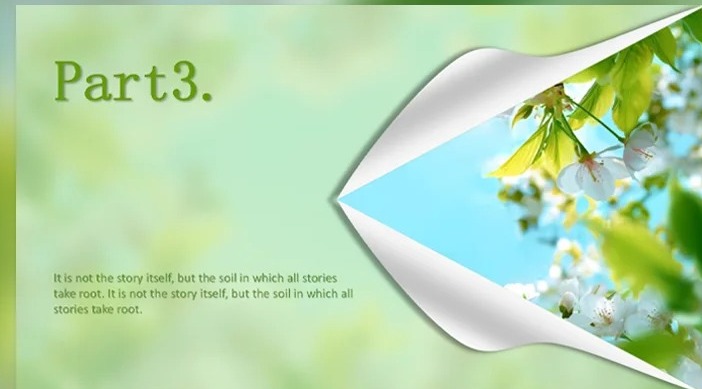 Part3.
It is not the story itself, but the soil in which all stories
take root. It is not the story itself, but the soil in which all
stories take root.